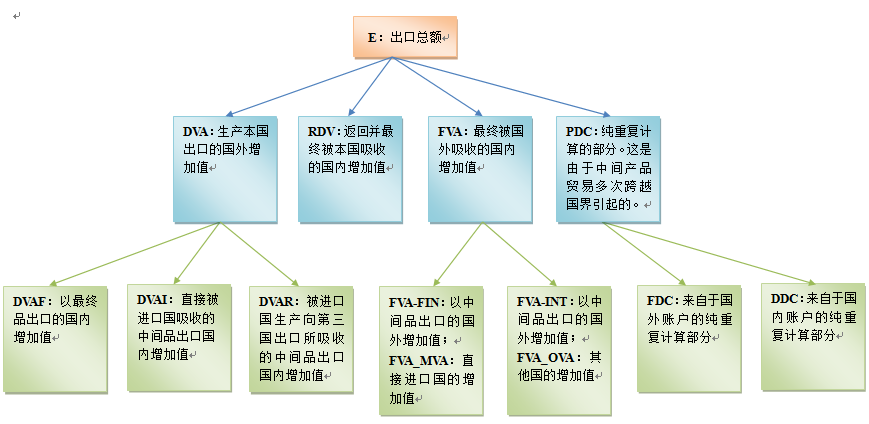 E：出口总额
DVA：生产本国
出口的国外增
加值
RDV：返回并最
终被本国吸收
的国内增加值
FVA：最终被国
外吸收的国内
增加值
PDC：纯重复计
算的部分。这是
由于中间产品
贸易多次跨越
国界引起的。
DVAF：以最终
品出口的国内
增加值
DVAI：直接被
进口国吸收的
中间品出口国
内增加值
DVAR：被进口
国生产向第三
国出口所吸收
的中间品出口
国内增加值
FVA-FIN：以中
间品出口的国
外增加值；
FVA_MVA：直
接进口国的增
加值
FVA-INT：以中
间品出口的国
外增加值；
FVA_OVA：其
他国的增加值
FDC：来自于国
外账户的纯重
复计算部分
DDC：来自于国
内账户的纯重
复计算部分